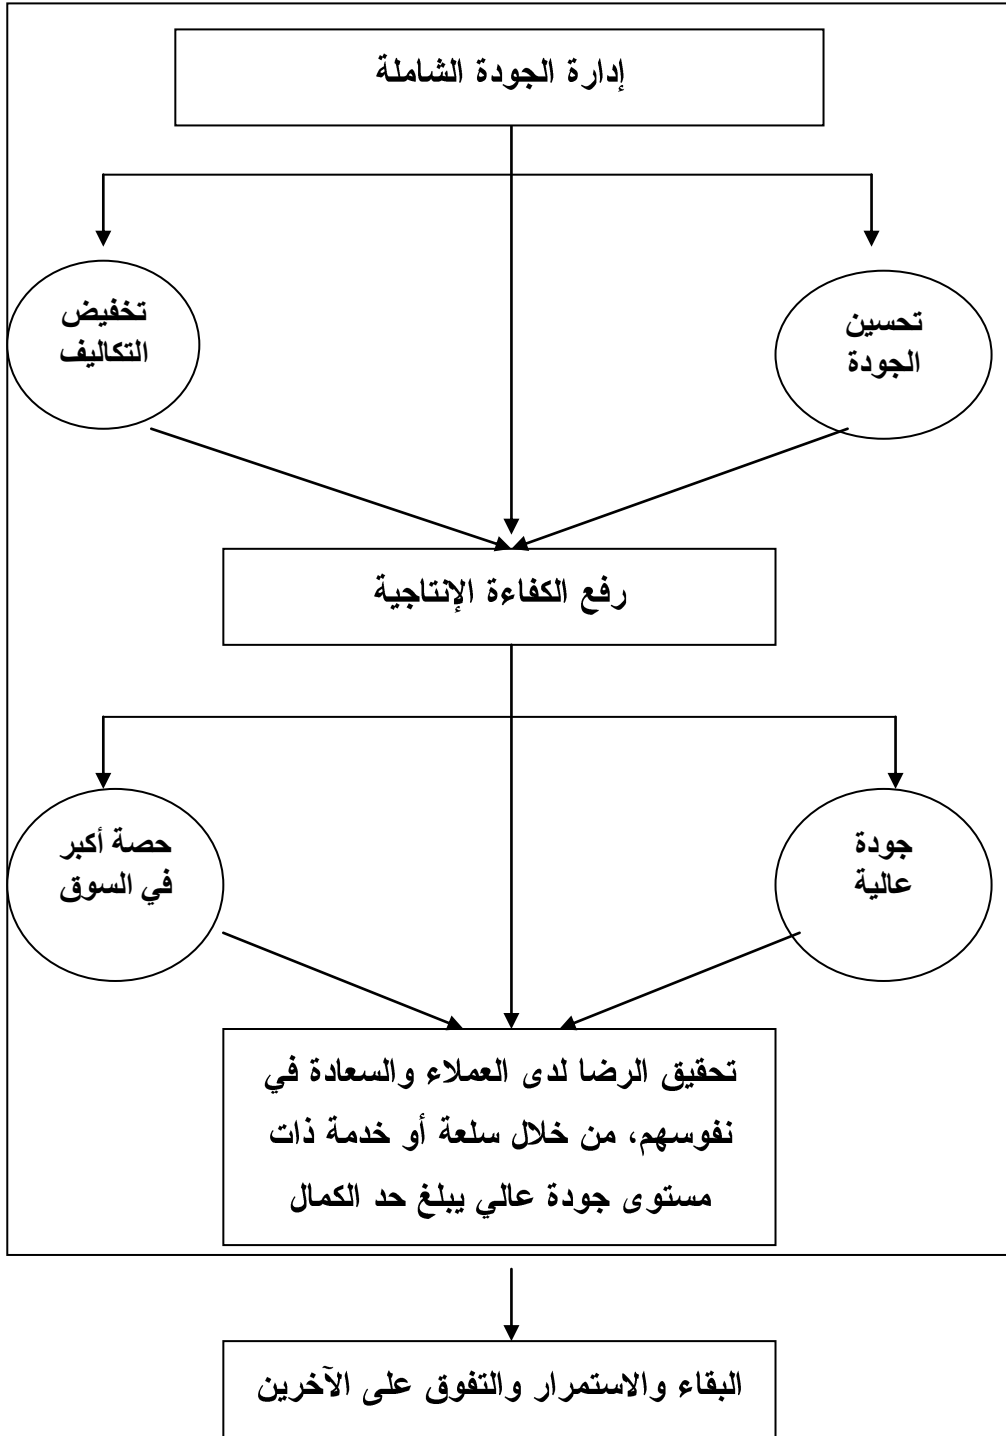 إدارة الجودة الشاملة
تحسين
الجودة
تخفيض
التكاليف
رفع الكفاءة الإنتاجية
جودة
عالية
حصة أكبر
في السوق
تحقيق الرضا لدى العملاء والسعادة في
نفوسهم، من خلال سلعة أو خدمة ذات
مستوى جودة عالي يبلغ حد الكمال
البقاء والاستمرار والتفوق على الآخرين